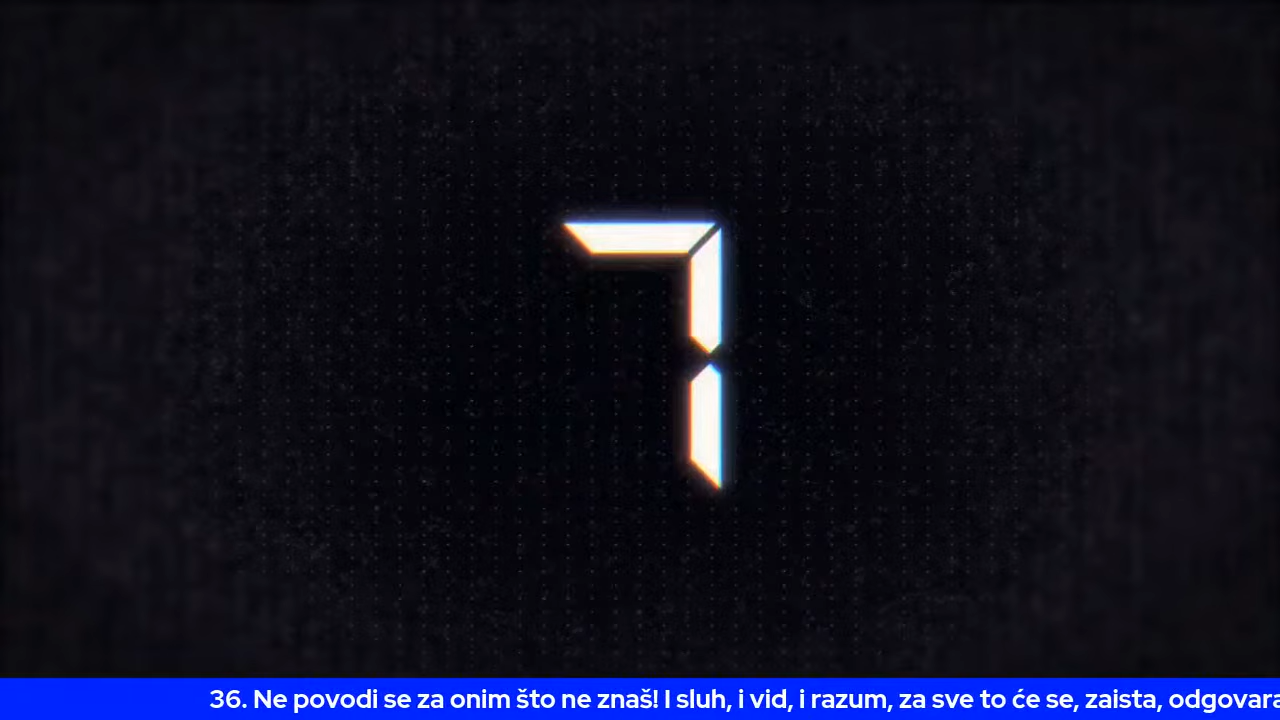 7
36. Ne povodi se za onim što ne znaš! I sluh, i vid, i razum, za sve to će se, zaista, odgovara